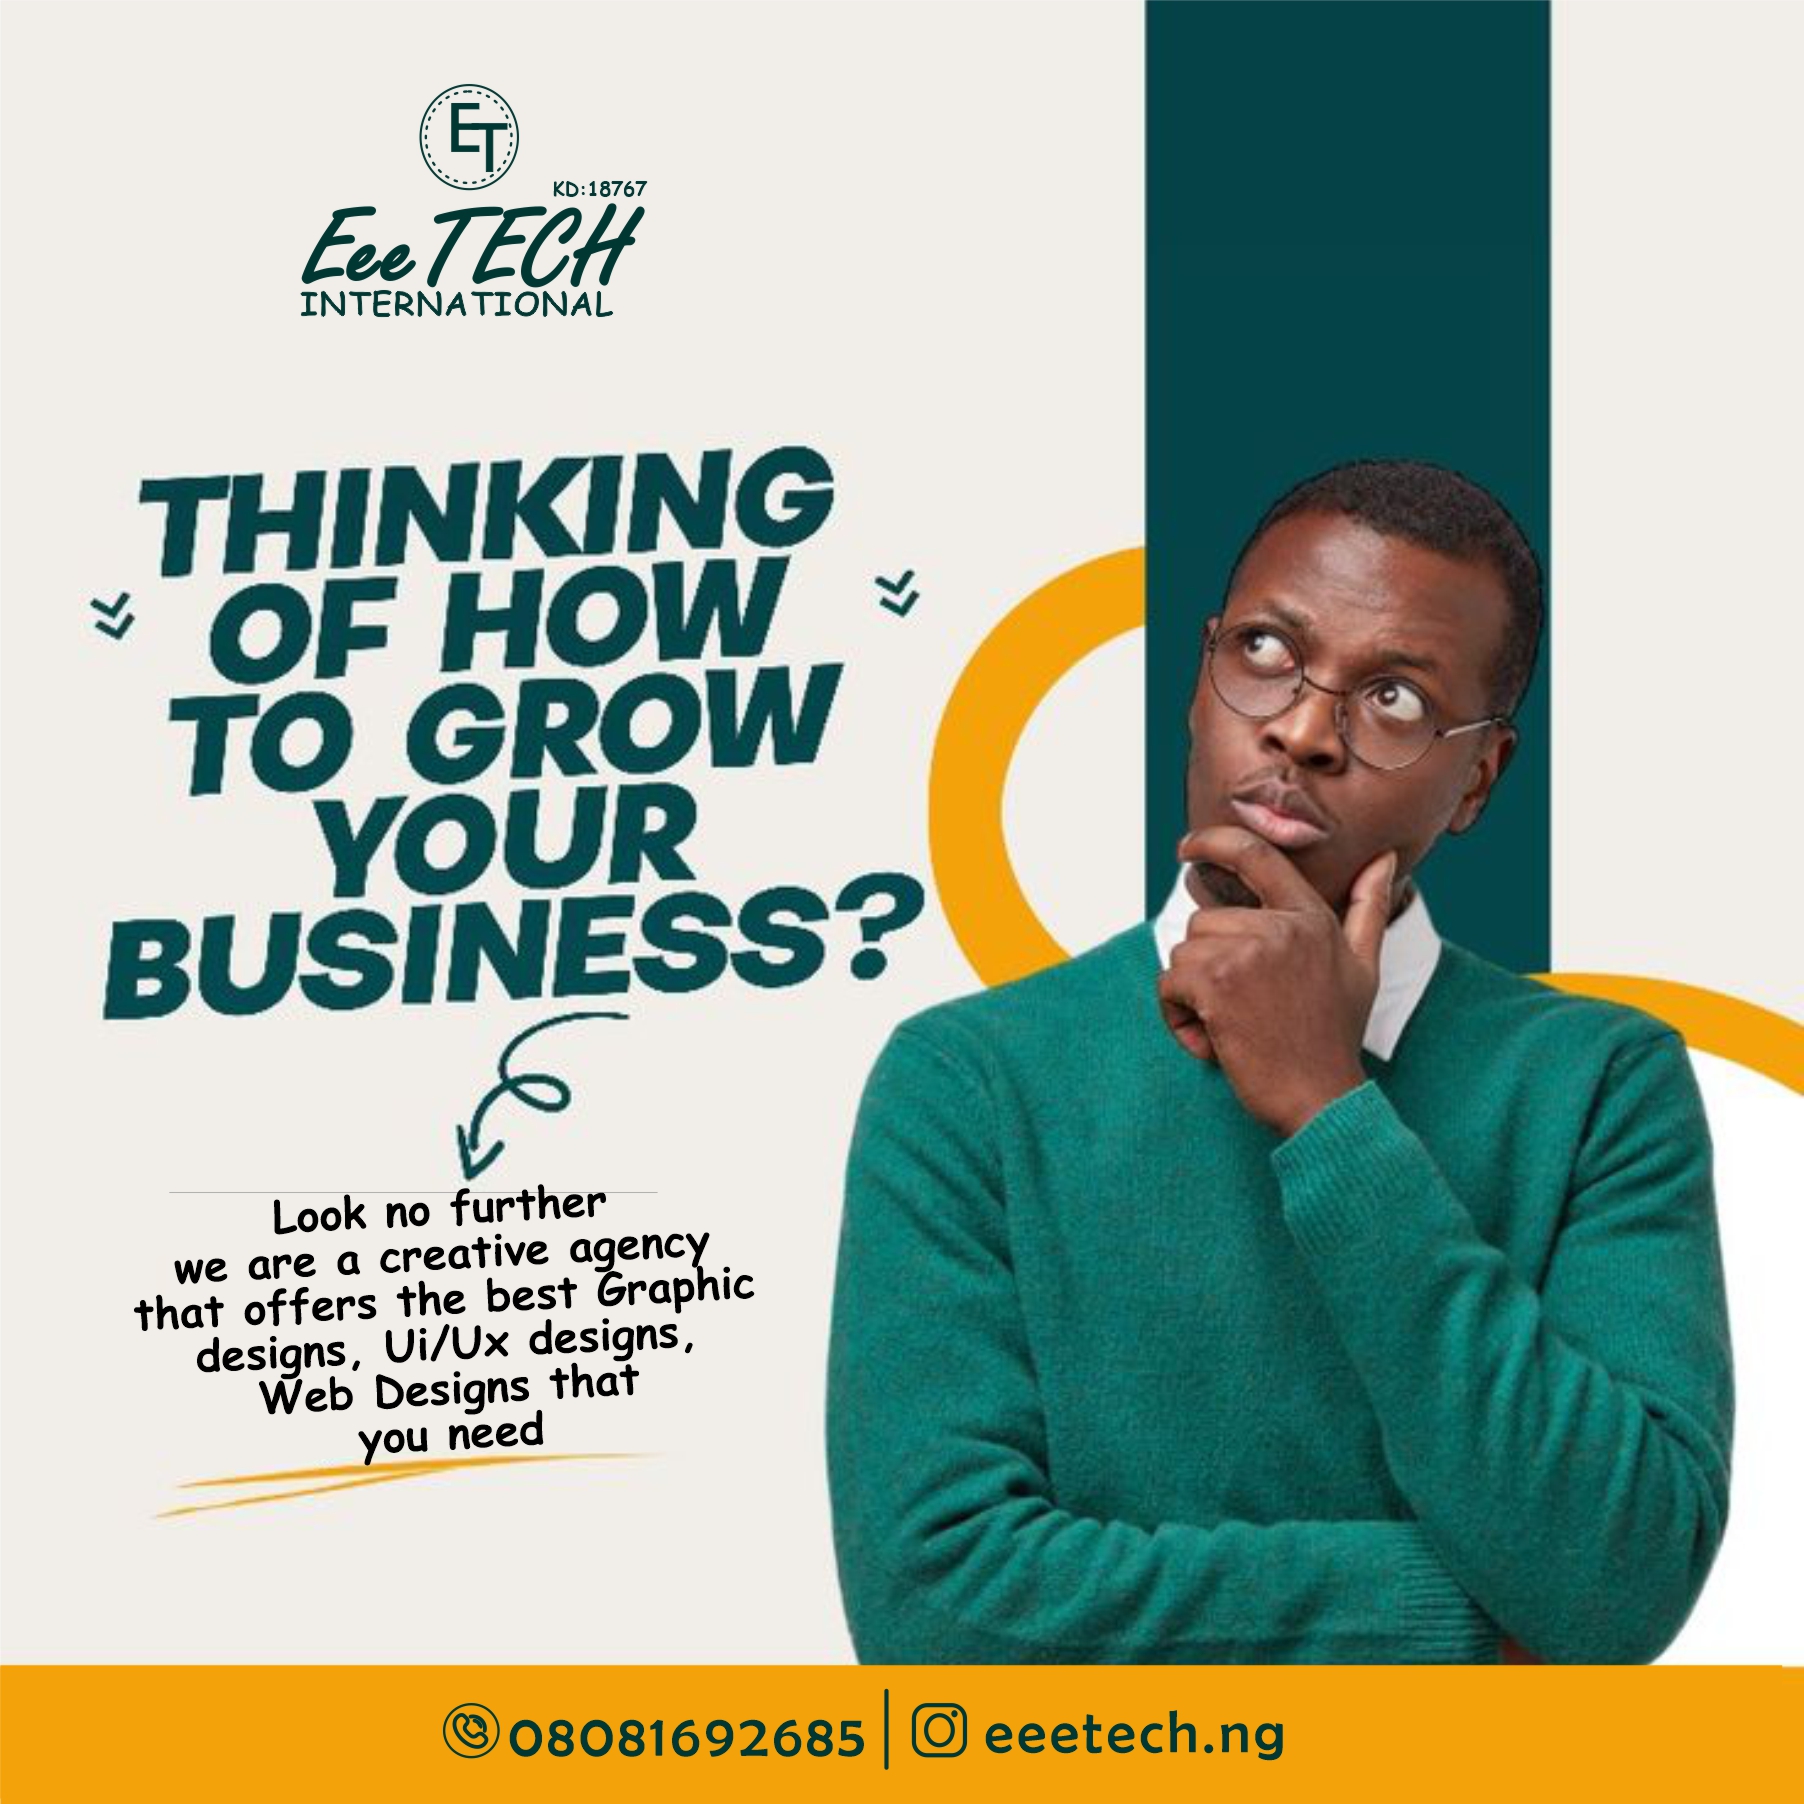 ET
KD:18767
EeeTECH
INTERNATIONAL
THINKING
OF HOW
TO GROW
YOUR
BUSINESS?
Look no further
we are a creative agency
that offers the best Graphic
designs, Ui/Ux designs,
Web Designs that
you need
08081692685
eeetech.ng